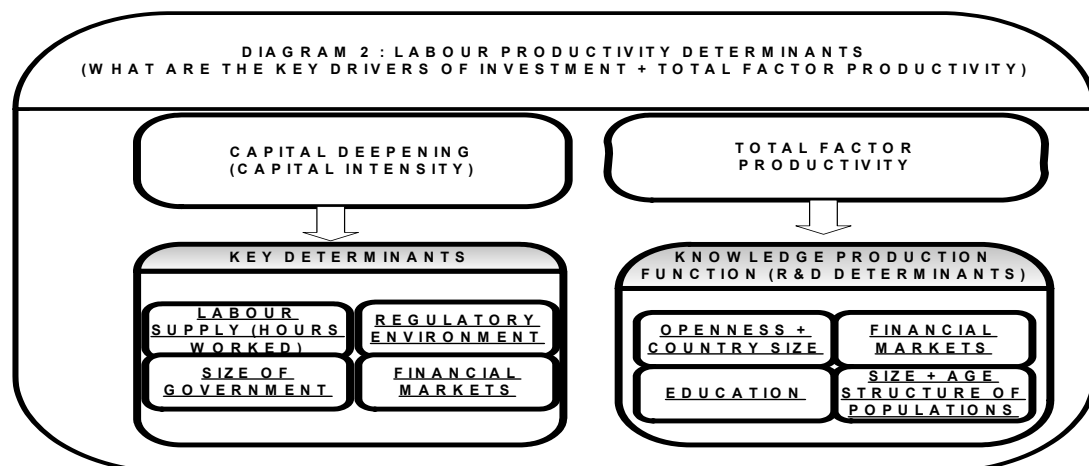 DIAGRAM 2 : LABOUR PRODUCTIVITY DETERMINANTS
(WHAT ARE THE KEY DRIVERS OF INVESTMENT + TOTAL FACTOR PRODUCTIVITY)
CAPITAL DEEPENING
(CAPITAL INTENSITY)
TOTAL FACTOR
PRODUCTIVITY
KEY DETERMINANTS
LABOUR
SUPPLY (HOURS
WORKED)
REGULATORY
ENVIRONMENT
SIZE OF
GOVERNMENT
FINANCIAL
MARKETS
KNOWLEDGE PRODUCTION
FUNCTION (R&D DETERMINANTS)
OPENNESS +
COUNTRY SIZE
FINANCIAL
MARKETS
EDUCATION
SIZE + AGE
STRUCTURE OF
POPULATIONS